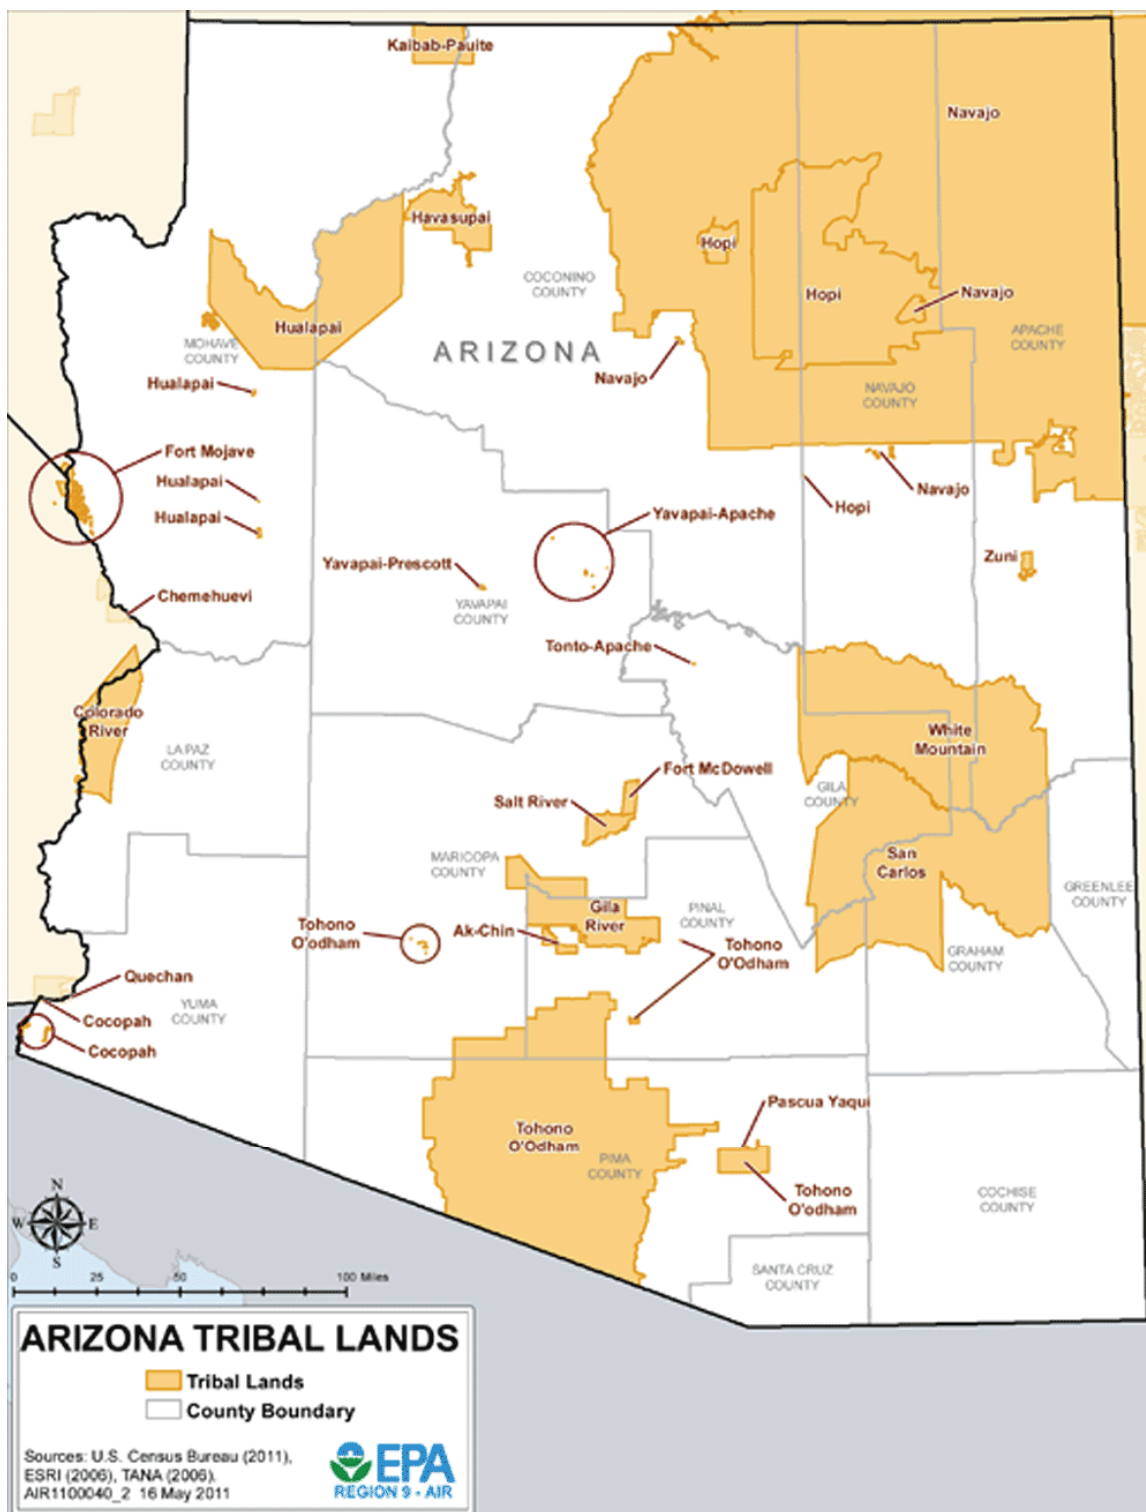 Kaibab-Paiute
Navajo
Havasupai
Hopi
COCONINO
COUNTY
Hopi
Navajo
Hualapai
APACHE
COUNTY
MOHAVE
COUNTY
ARIZONA
Hualapai
Navajo
NAVAJO
COUNTY
Fort Mojave
Hualapai
Navajo
Hopi
Hualapai
Yavapai-Apache
Zuni
Yavapai-Prescott
Chemehuevi
YAVAPAI
COUNTY
Tonto-Apache
Colorado
River
White
Mountain
LA PAZ
COUNTY
Fort McDowell
GILA
COUNTY
Salt River
MARICOPA
COUNTY
San
Carlos
GREENLEE
COUNTY
Gila
River
PINAL
COUNTY
Tohono
O'odham
Ak-Chin
Tohono
O'Odham
GRAHAM
COUNTY
Quechan
YUMA
COUNTY
Cocopah
Cocopah
Pascua Yaqui
Tohono
O'Odham
PIMA
COUNTY
Tohono
O'odham
COCHISE
COUNTY
N
W E
S
SANTA CRUZ
COUNTY
0 25 50 100 Miles
ARIZONA TRIBAL LANDS
Tribal Lands
County Boundary
Sources: U.S. Census Bureau (2011),
ESRI (2006), TANA (2006).
AIR1100040_2 16 May 2011
EPA
REGION 9 - AIR